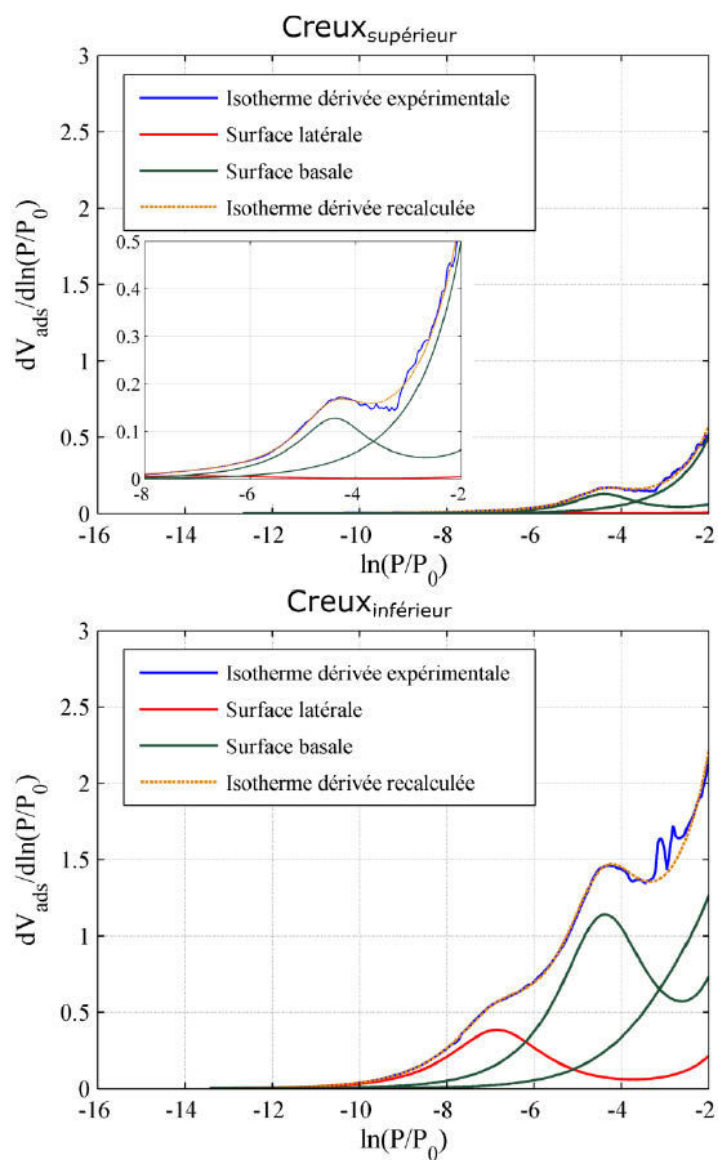 Creux supérieur
3
2.5
2
1.5
1
0.5
0
dV_ads/dln(P/P_0)
Isotherme dérivée expérimentale
Surface latérale
Surface basale
Isotherme dérivée recalculée
0.5
0.4
0.3
0.2
0.1
0
-8 -6 -4 -2
-16 -14 -12 -10 -8 -6 -4 -2
ln(P/P_0)
Creux inférieur
3
2.5
2
1.5
1
0.5
0
dV_ads/dln(P/P_0)
Isotherme dérivée expérimentale
Surface latérale
Surface basale
Isotherme dérivée recalculée
-16 -14 -12 -10 -8 -6 -4 -2
ln(P/P_0)